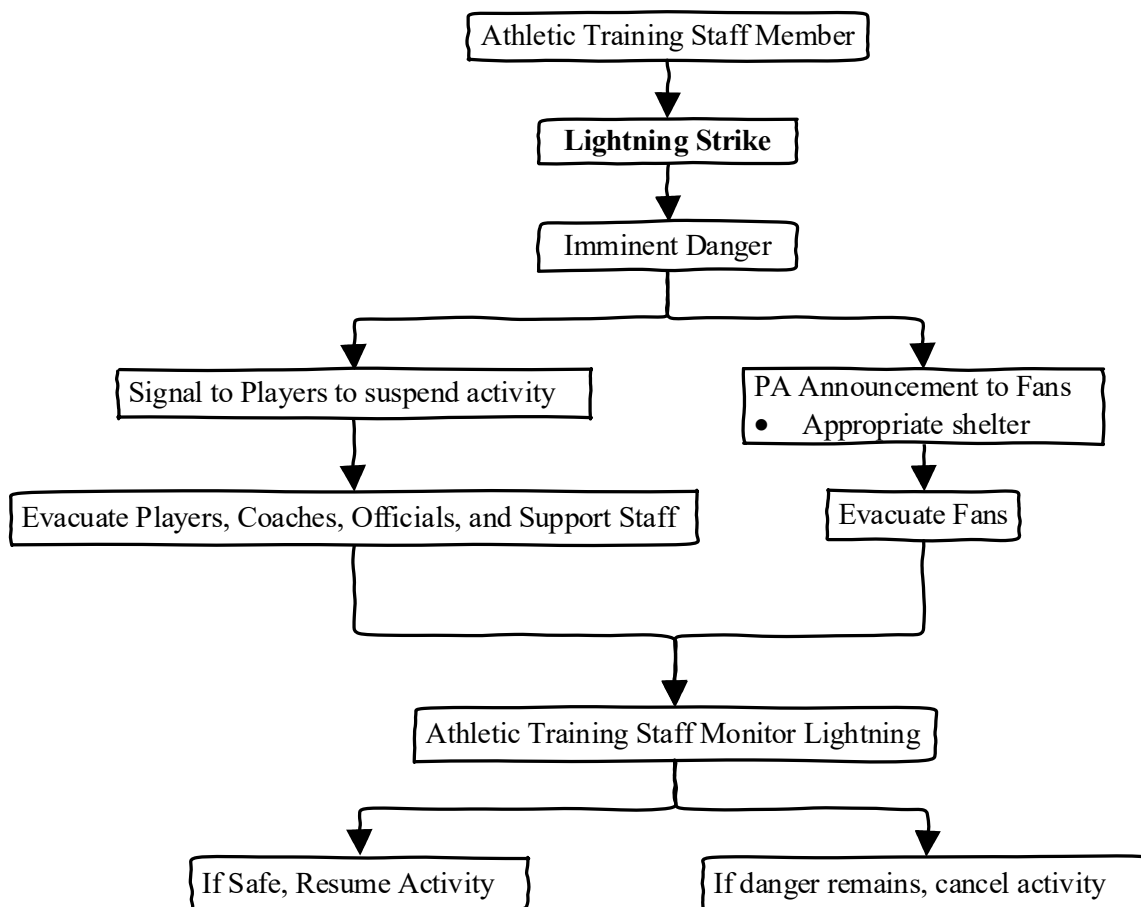 Athletic Training Staff Member
Lightning Strike
Imminent Danger
Signal to Players to suspend activity
PA Announcement to Fans
• Appropriate shelter
Evacuate Players, Coaches, Officials, and Support Staff
Evacuate Fans
Athletic Training Staff Monitor Lightning
If Safe, Resume Activity
If danger remains, cancel activity